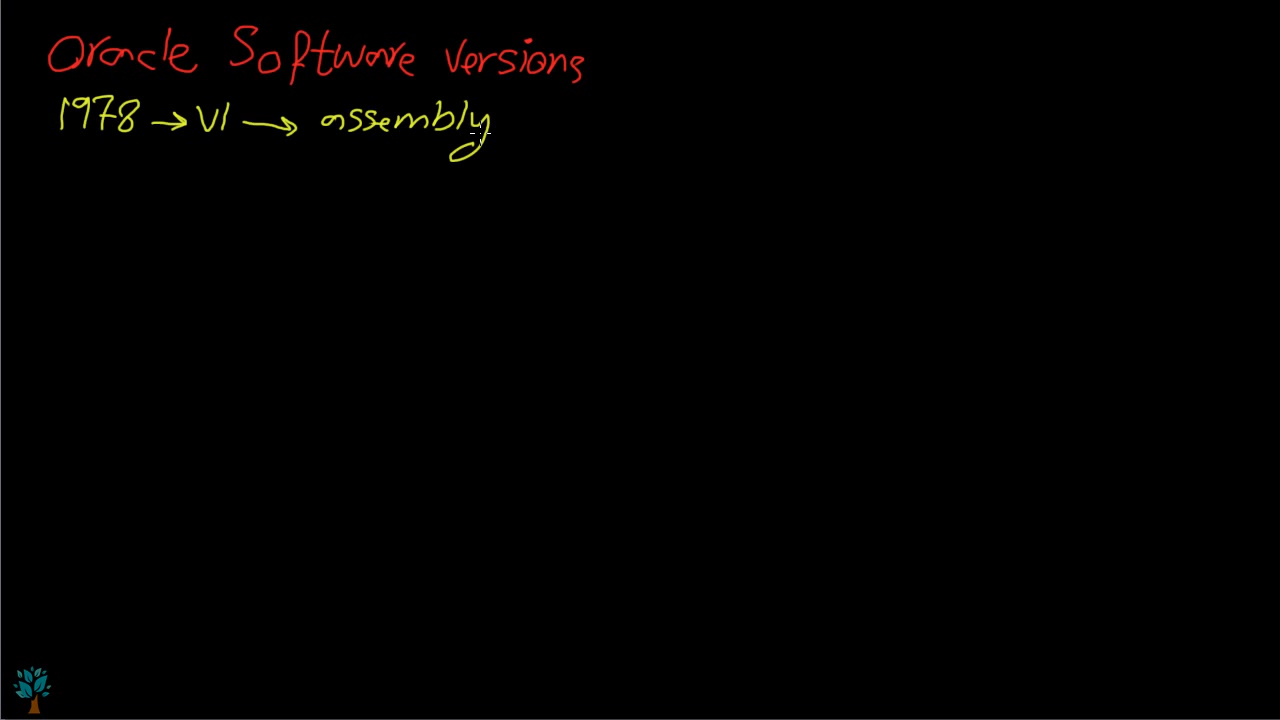 Oracle Software versions
1978 → V1 → assembly